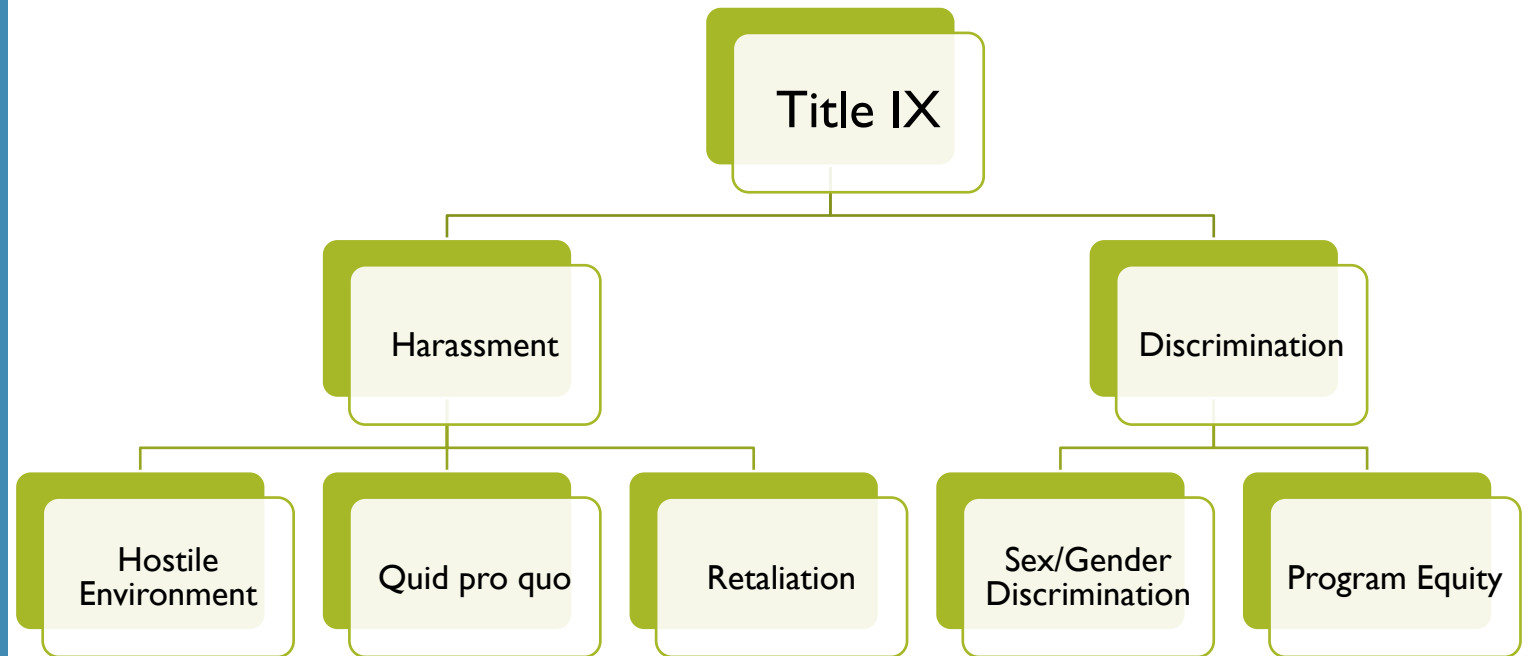 Title IX
Harassment
Discrimination
Hostile
Environment
Quid pro quo
Retaliation
Sex/Gender
Discrimination
Program Equity